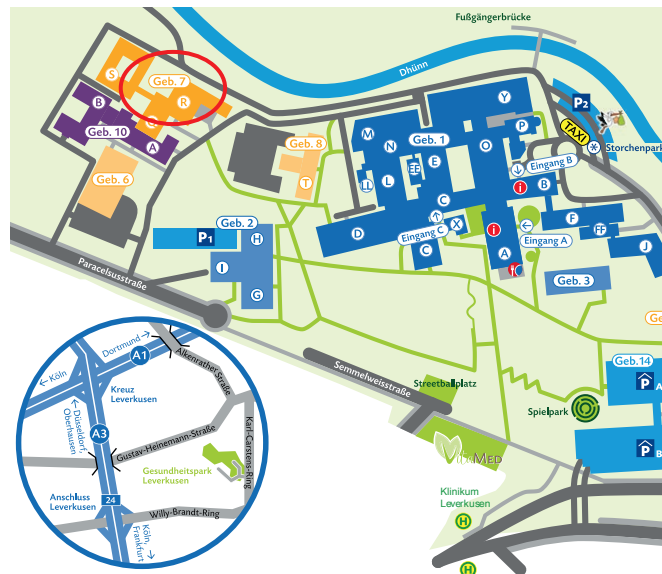 Fußgängerbrücke
Dhünn
S
Geb. 7
R
B
C
Geb. 10
A
Geb. 6
Geb. 8
T
Y
P2
TAXI
Storchenpark
M
N
Geb. 1
O
P
E
EE
LL
L
Eingang B
i
B
C
X
Eingang C
D
C
i
A
Eingang A
F
FF
J
Geb. 3
P1
Geb. 2
H
I
G
Paracelsusstraße
Semmelweisstraße
Streetballplatz
Geb.14
A
Spielpark
B
VitaMed
Klinikum
Leverkusen
H
H
Dortmund
A1
Köln
Alkenrather Straße
Kreuz
Leverkusen
Düsseldorf,
Oberhausen
A3
Gustav-Heinemann-Straße
Karl-Carstens-Ring
Gesundheitspark
Leverkusen
Anschluss
Leverkusen
24
Willy-Brandt-Ring
Köln,
Frankfurt